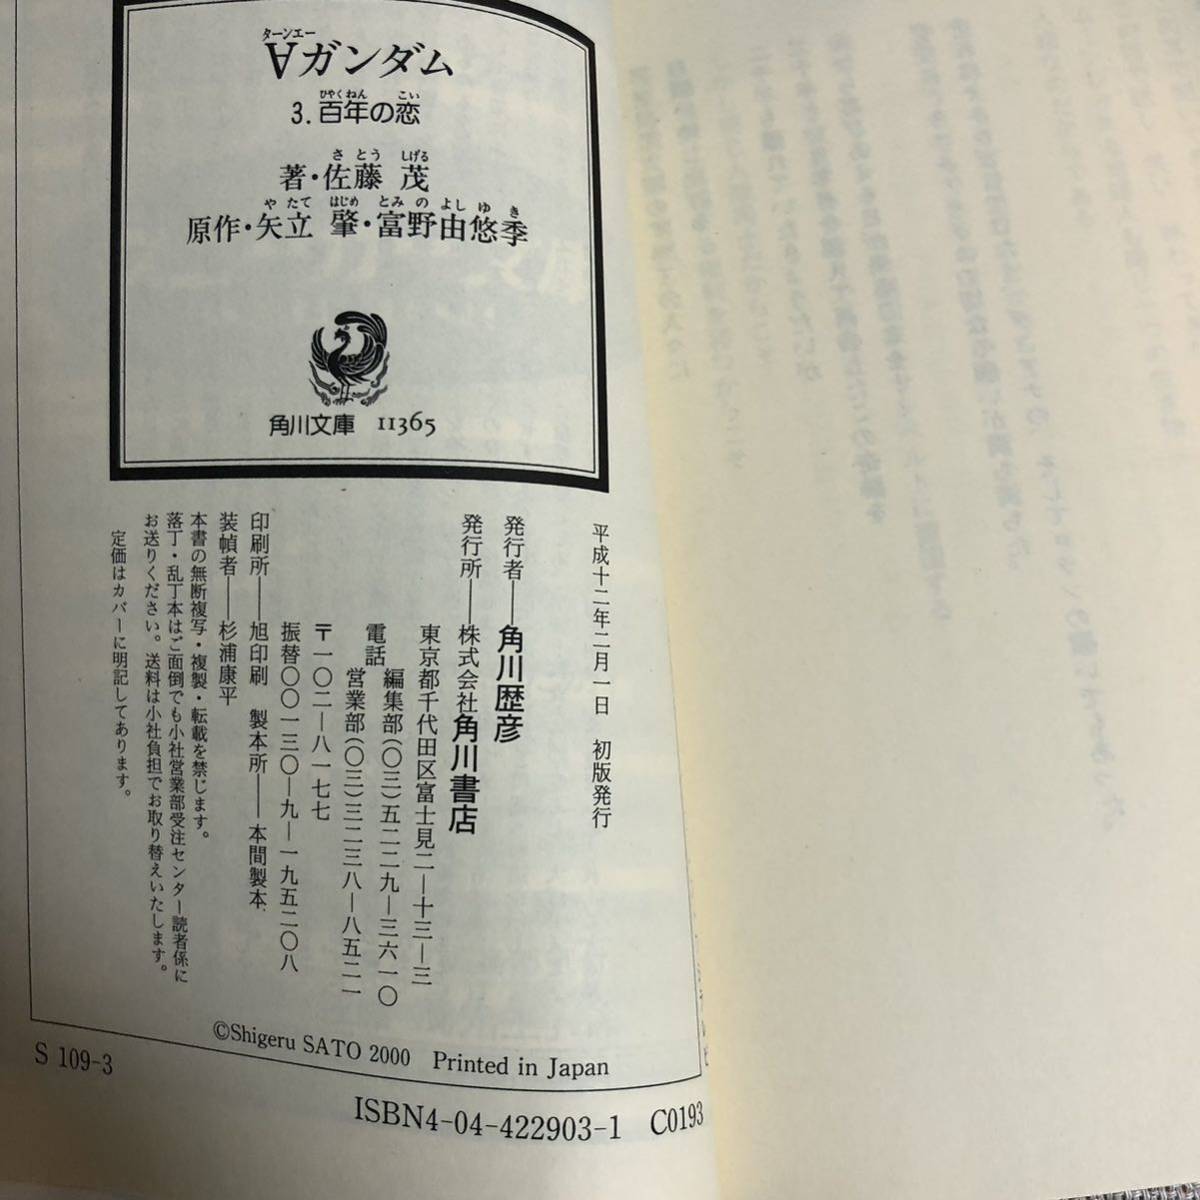 ターンエー
∀ガンダム
ひゃくねん こい
3.百年の恋
さとう しげる
著・佐藤 茂
やたて はじめ とみの よしゆき
原作・矢立 肇・富野由悠季
角川文庫 11365
平成十二年二月一日 初版発行
発行者――角川歴彦
発行所――株式会社角川書店
東京都千代田区富士見二―十三―三
電話 編集部(〇三)五二二九―三六一〇
営業部(〇三)三二三八―八五二一
〒一〇二―八一七七
振替〇〇一三〇―九―一九五二〇八
印刷所――旭印刷 製本所――本間製本
装幀者――杉浦康平
本書の無断複写・複製・転載を禁じます。
落丁・乱丁本はご面倒でも小社営業部受注センター読者係に
お送りください。送料は小社負担でお取り替えいたします。
定価はカバーに明記してあります。
©Shigeru SATO 2000 Printed in Japan
S 109-3
ISBN4-04-422903-1 C0193